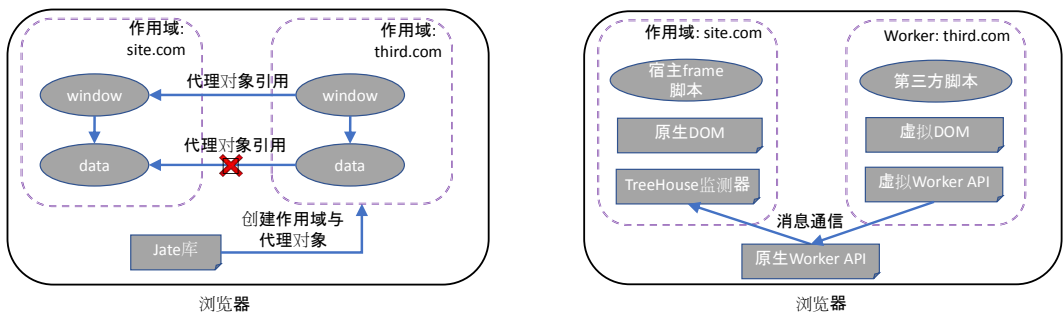 作用域:
site.com
作用域:
third.com
window
代理对象引用
window
data
代理对象引用
data
创建作用域与
代理对象
Jate库
浏览器
作用域: site.com
Worker: third.com
宿主frame
脚本
第三方脚本
原生DOM
虚拟DOM
TreeHouse监测器
虚拟Worker API
消息通信
原生Worker API
浏览器